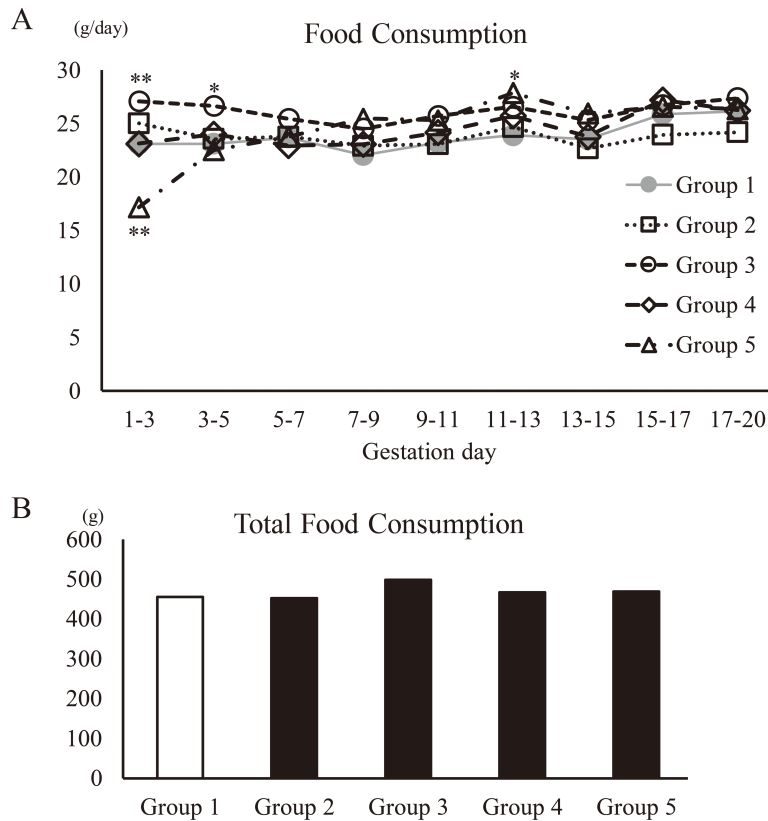 A
(g/day)
Food Consumption
30
25
20
15
10
5
0
**
*
*
**
Group 1
Group 2
Group 3
Group 4
Group 5
1-3 3-5 5-7 7-9 9-11 11-13 13-15 15-17 17-20
Gestation day
B
(g)
Total Food Consumption
600
500
400
300
200
100
0
Group 1 Group 2 Group 3 Group 4 Group 5